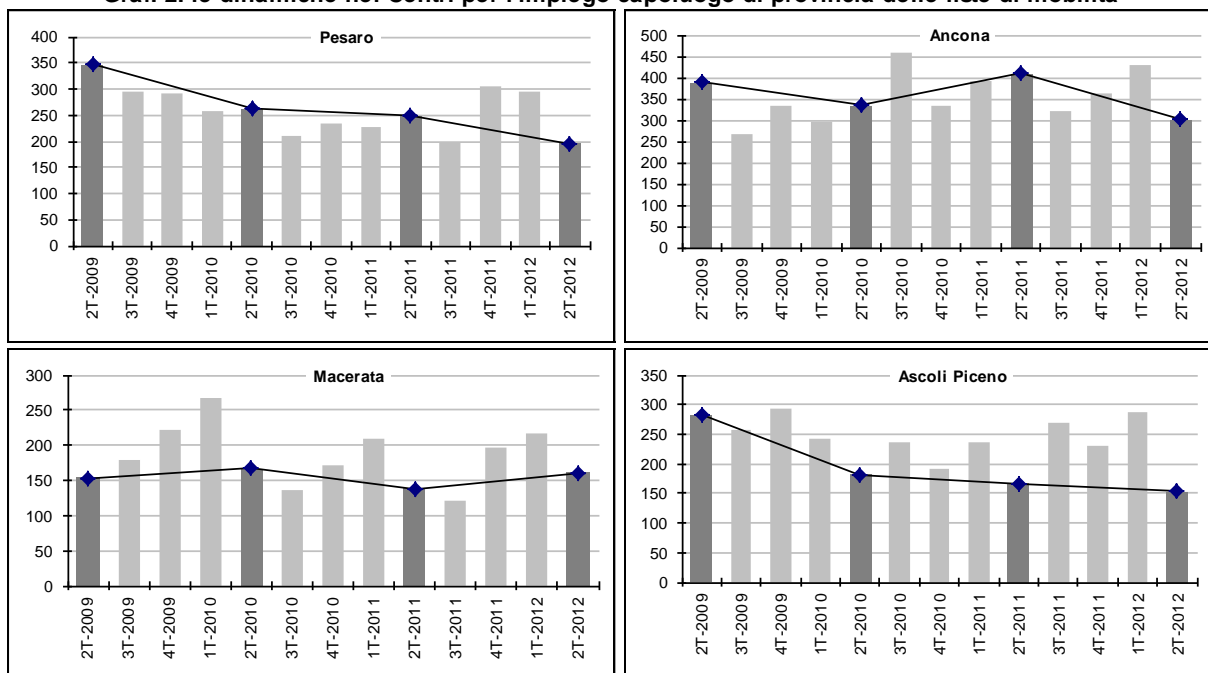 Pesaro
400
350
300
250
200
150
100
50
0
2T-2009
3T-2009
4T-2009
1T-2010
2T-2010
3T-2010
4T-2010
1T-2011
2T-2011
3T-2011
4T-2011
1T-2012
2T-2012
Ancona
500
450
400
350
300
250
200
150
100
50
0
2T-2009
3T-2009
4T-2009
1T-2010
2T-2010
3T-2010
4T-2010
1T-2011
2T-2011
3T-2011
4T-2011
1T-2012
2T-2012
Macerata
300
250
200
150
100
50
0
2T-2009
3T-2009
4T-2009
1T-2010
2T-2010
3T-2010
4T-2010
1T-2011
2T-2011
3T-2011
4T-2011
1T-2012
2T-2012
Ascoli Piceno
350
300
250
200
150
100
50
0
2T-2009
3T-2009
4T-2009
1T-2010
2T-2010
3T-2010
4T-2010
1T-2011
2T-2011
3T-2011
4T-2011
1T-2012
2T-2012